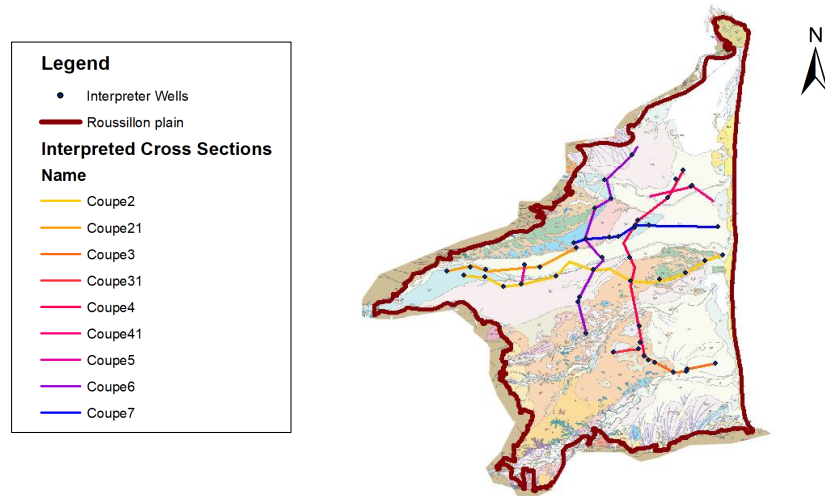 Legend
Interpreter Wells
Roussillon plain
Interpreted Cross Sections
Name
Coupe2
Coupe21
Coupe3
Coupe31
Coupe4
Coupe41
Coupe5
Coupe6
Coupe7
N